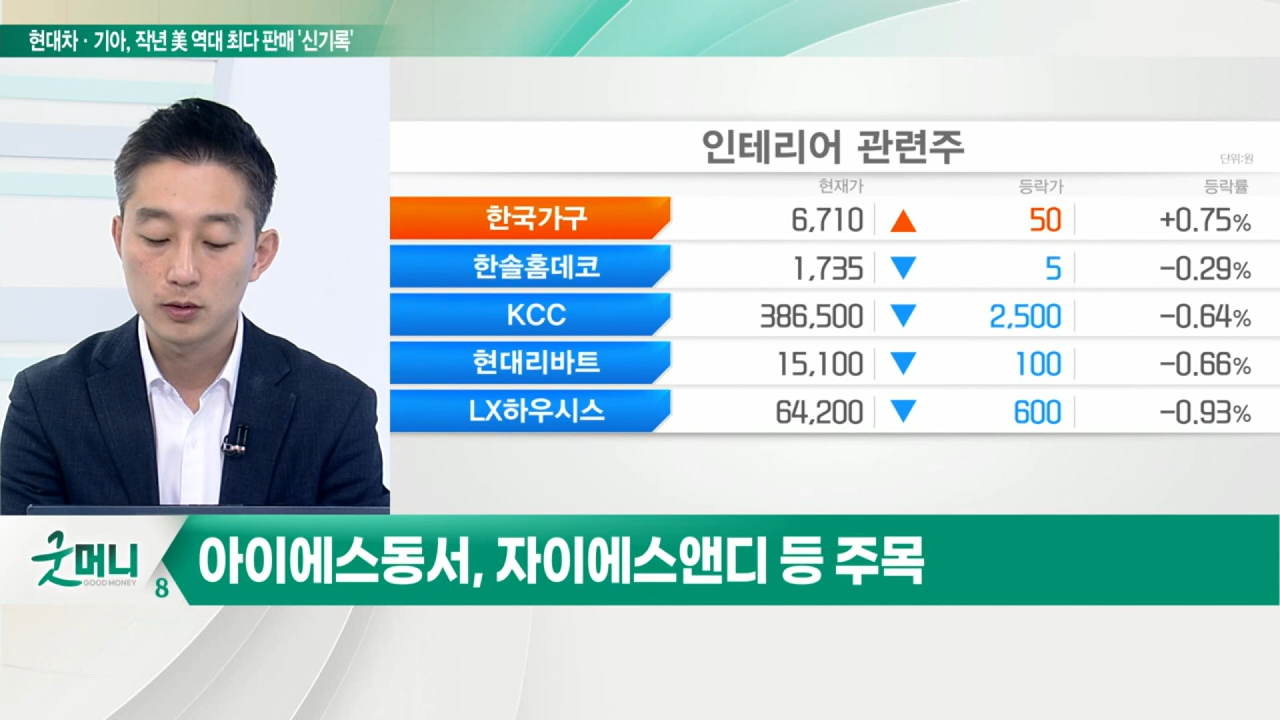 현대차·기아, 작년 美 역대 최다 판매 '신기록'
인테리어 관련주
단위:원
현재가 등락가 등락률
한국가구 6,710 ▲ 50 +0.75%
한솔홈데코 1,735 ▼ 5 -0.29%
KCC 386,500 ▼ 2,500 -0.64%
현대리바트 15,100 ▼ 100 -0.66%
LX하우시스 64,200 ▼ 600 -0.93%
굿머니
GOOD MONEY
8
아이에스동서, 자이에스앤디 등 주목